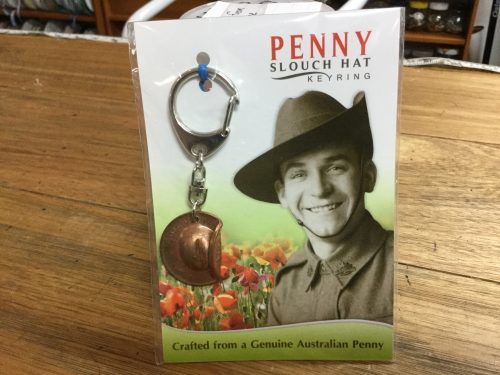 PENNY
SLOUCH HAT
KEYRING
Crafted from a Genuine Australian Penny